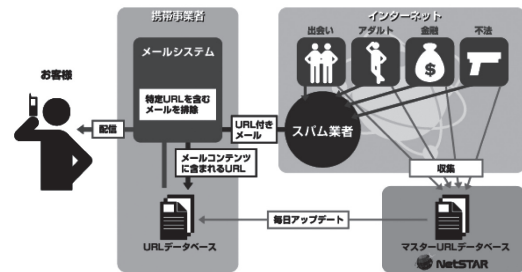 携帯事業者
インターネット
メールシステム
出会い
アダルト
金融
不法
お客様
特定URLを含む
メールを排除
$
配信
URL付き
メール
スパム業者
メールコンテンツ
に含まれるURL
収集
毎日アップデート
URLデータベース
マスターURLデータベース
NetSTAR